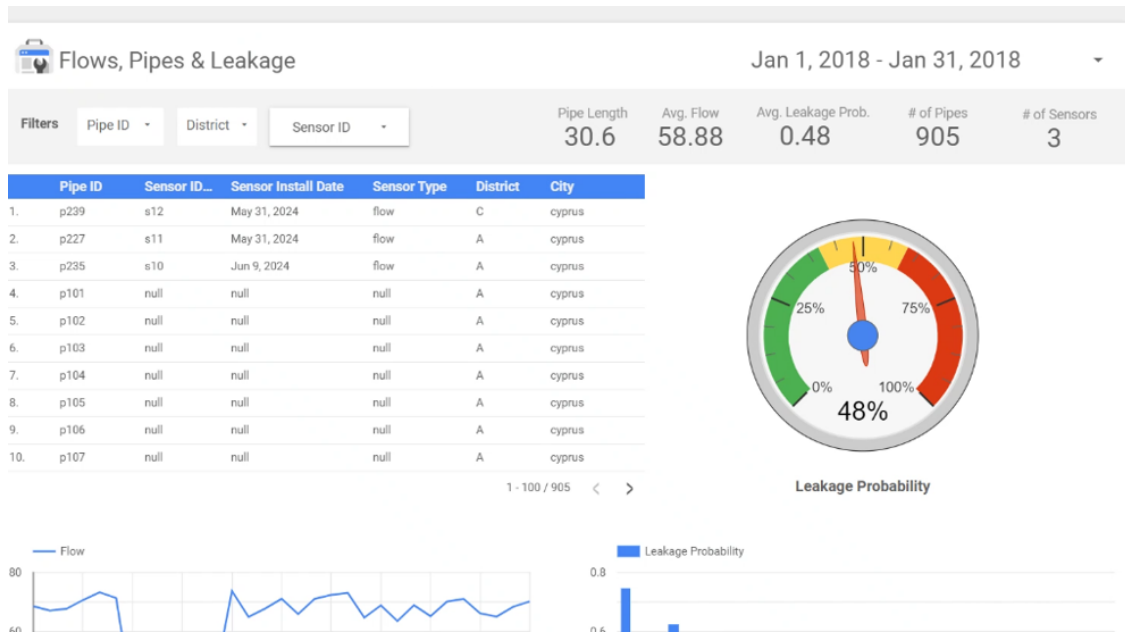 Flows, Pipes & Leakage
Jan 1, 2018 - Jan 31, 2018
Filters Pipe ID District Sensor ID
Pipe Length Avg. Flow Avg. Leakage Prob. # of Pipes # of Sensors
30.6 58.88 0.48 905 3
Pipe ID Sensor ID... Sensor Install Date Sensor Type District City
1. p239 s12 May 31, 2024 flow C cyprus
2. p227 s11 May 31, 2024 flow A cyprus
3. p235 s10 Jun 9, 2024 flow A cyprus
4. p101 null null null A cyprus
5. p102 null null null A cyprus
6. p103 null null null A cyprus
7. p104 null null null A cyprus
8. p105 null null null A cyprus
9. p106 null null null A cyprus
10. p107 null null null A cyprus
1 - 100 / 905
50%
25% 75%
0% 100%
48%
Leakage Probability
Flow
80
60
Leakage Probability
0.8
0.6